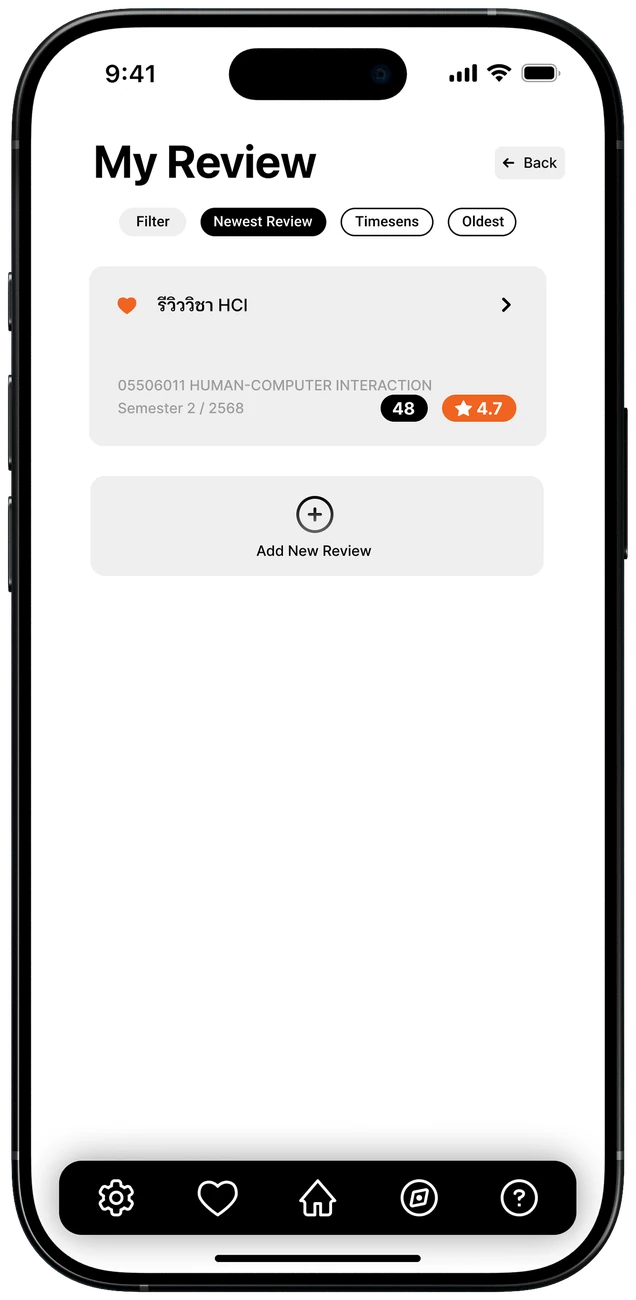 9:41
My Review
Back
Filter Newest Review Timesens Oldest
รีวิววิชา HCI
05506011 HUMAN-COMPUTER INTERACTION
Semester 2 / 2568
48 4.7
Add New Review